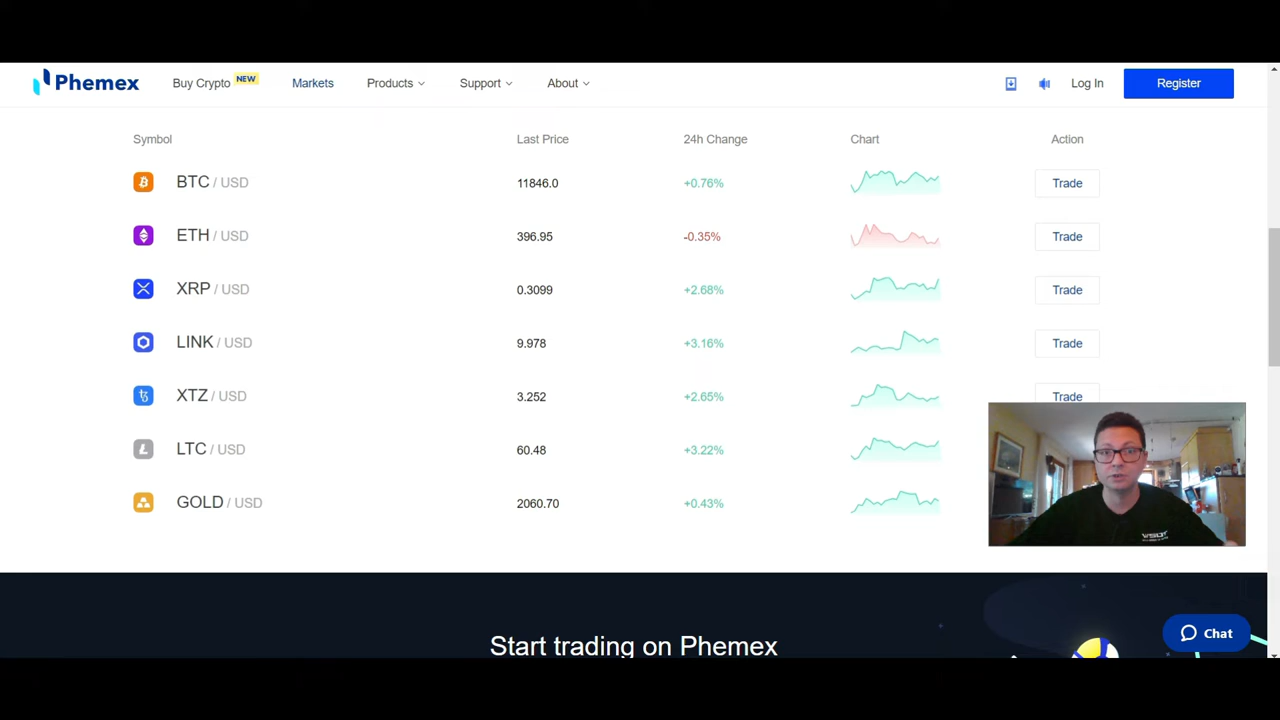 Phemex Buy Crypto NEW Markets Products Support About Log In Register
Symbol Last Price 24h Change Chart Action
BTC / USD 11846.0 +0.76% Trade
ETH / USD 396.95 -0.35% Trade
XRP / USD 0.3099 +2.68% Trade
LINK / USD 9.978 +3.16% Trade
XTZ / USD 3.252 +2.65% Trade
LTC / USD 60.48 +3.22%
GOLD / USD 2060.70 +0.43%
Start trading on Phemex
Chat